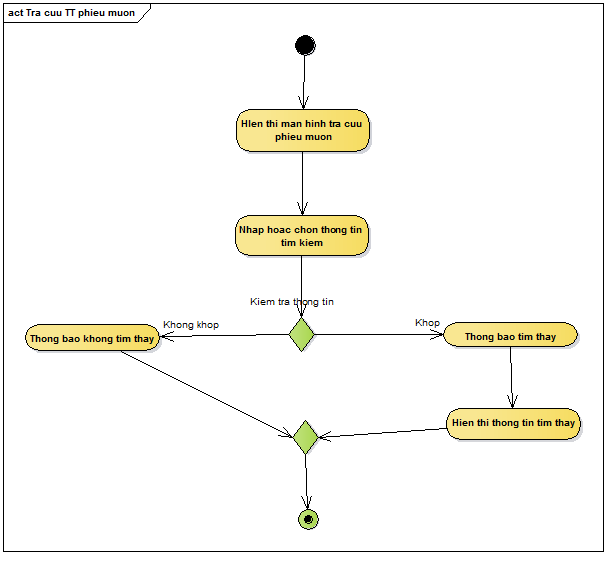 act Tra cuu TT phieu muon
HIen thi man hinh tra cuu
phieu muon
Nhap hoac chon thong tin
tim kiem
Kiem tra thong tin
Khong khop
Khop
Thong bao khong tim thay
Thong bao tim thay
Hien thi thong tin tim thay